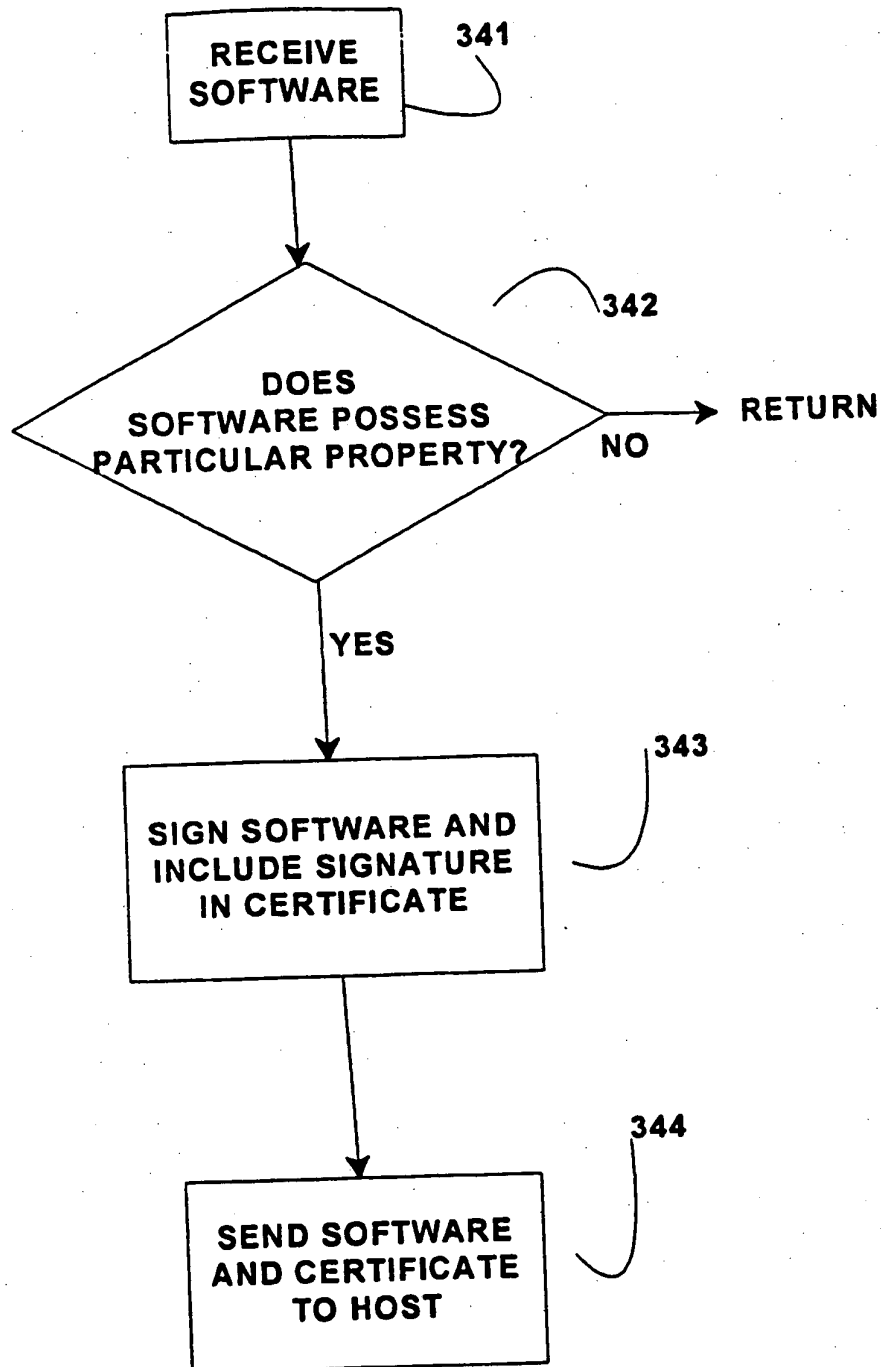 RECEIVE
SOFTWARE
341
342
DOES
SOFTWARE POSSESS
PARTICULAR PROPERTY?
NO
RETURN
YES
343
SIGN SOFTWARE AND
INCLUDE SIGNATURE
IN CERTIFICATE
344
SEND SOFTWARE
AND CERTIFICATE
TO HOST